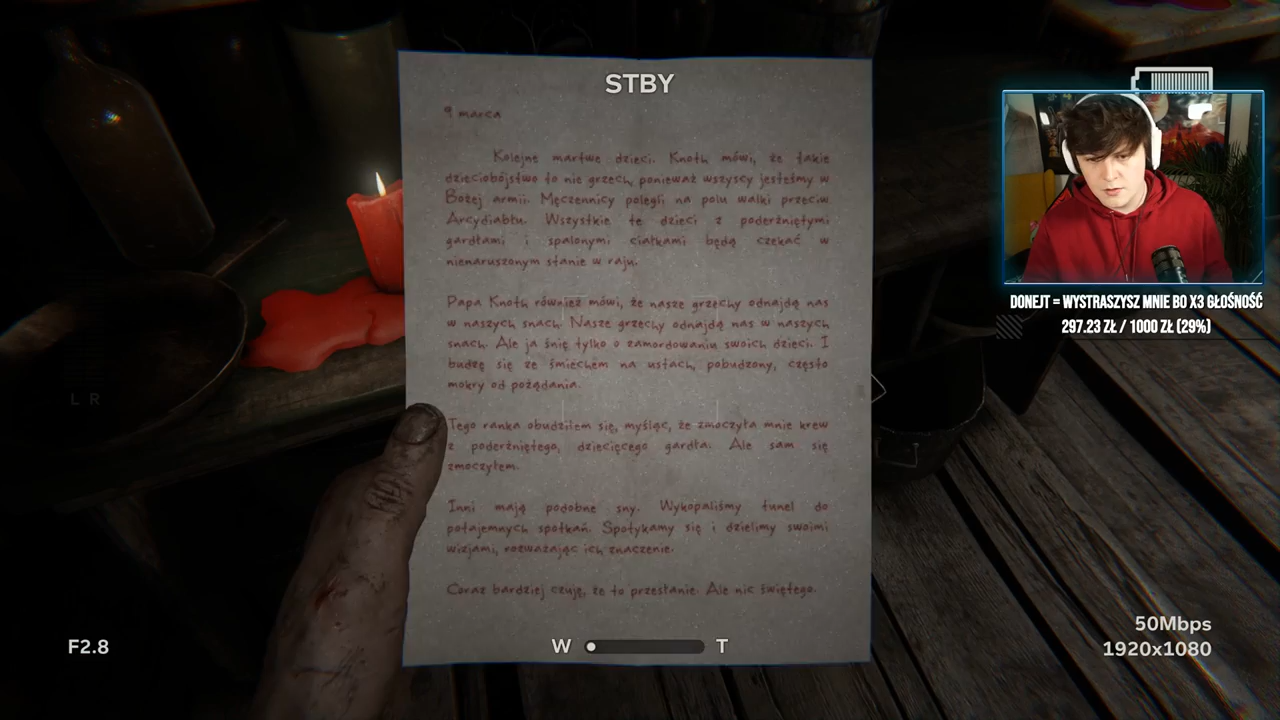 STBY
9 marca
Kolejne martwe dzieci. Knoth mówi, że takie
dzieciobójstwo to nie grzech, ponieważ wszyscy jesteśmy w
Bożej armii. Męczennicy polegli na polu walki przeciw
Arcydiabłu. Wszystkie te dzieci z poderżniętymi
gardłami i spalonymi ciałkami będą czekać w
nienaruszonym stanie w raju.
Papa Knoth również mówi, że nasze grzechy odnajdą nas
w naszych snach. Nasze grzechy odnajdą nas w naszych
snach. Ale ja śnię tylko o zamordowaniu swoich dzieci. I
budzę się ze śmiechem na ustach, pobudzony, często
mokry od pożądania.
Tego ranka obudziłem się, myśląc, że zmoczyła mnie krew
z poderżniętego, dziecięcego gardła. Ale sam się
zmoczyłem.
Inni mają podobne sny. Wykopaliśmy tunel do
potajemnych spotkań. Spotykamy się i dzielimy swoimi
wizjami, rozważając ich znaczenie.
Coraz bardziej czuję, że to przesłanie. Ale nic świętego.
DONEJT = WYSTRASZYSZ MNIE BO X3 GŁOŚNOŚĆ
297.23 ZŁ / 1000 ZŁ (29%)
L R
F2.8
W T
50Mbps
1920x1080